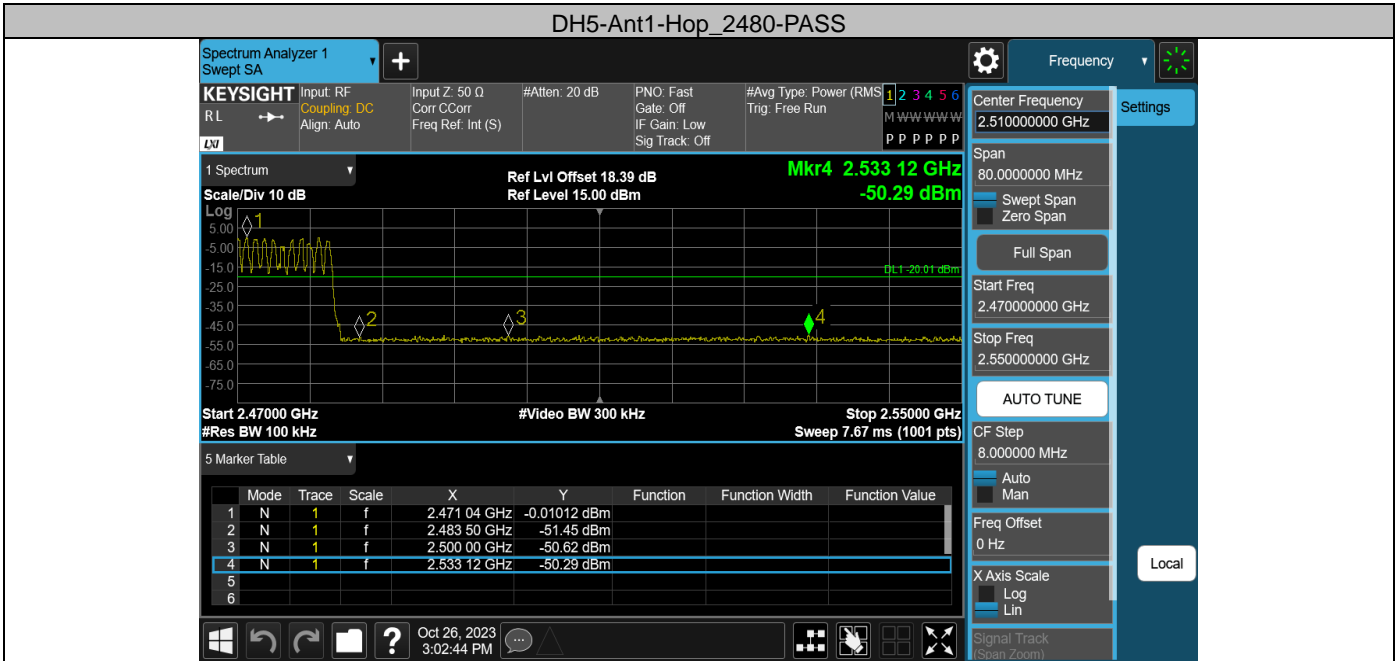 DH5-Ant1-Hop_2480-PASS
Spectrum Analyzer 1
Swept SA
Frequency
KEYSIGHT
RL
LXI
Input: RF
Coupling: DC
Align: Auto
Input Z: 50 Ω
Corr CCorr
Freq Ref: Int (S)
#Atten: 20 dB
PNO: Fast
Gate: Off
IF Gain: Low
Sig Track: Off
#Avg Type: Power (RMS
Trig: Free Run
1 2 3 4 5 6
M W W W W W
P P P P P P
1 Spectrum
Scale/Div 10 dB
Ref Lvl Offset 18.39 dB
Ref Level 15.00 dBm
Mkr4 2.533 12 GHz
-50.29 dBm
Log
5.00
-5.00
-15.0
-25.0
-35.0
-45.0
-55.0
-65.0
-75.0
1
2
3
4
DL1 -20.01 dBm
Start 2.47000 GHz
#Res BW 100 kHz
#Video BW 300 kHz
Stop 2.55000 GHz
Sweep 7.67 ms (1001 pts)
5 Marker Table
Mode Trace Scale X Y Function Function Width Function Value
1 N 1 f 2.471 04 GHz -0.01012 dBm
2 N 1 f 2.483 50 GHz -51.45 dBm
3 N 1 f 2.500 00 GHz -50.62 dBm
4 N 1 f 2.533 12 GHz -50.29 dBm
5
6
Oct 26, 2023
3:02:44 PM
Center Frequency
2.510000000 GHz
Span
80.0000000 MHz
Swept Span
Zero Span
Full Span
Start Freq
2.470000000 GHz
Stop Freq
2.550000000 GHz
AUTO TUNE
CF Step
8.000000 MHz
Auto
Man
Freq Offset
0 Hz
X Axis Scale
Log
Lin
Signal Track
(Span Zoom)
Settings
Local